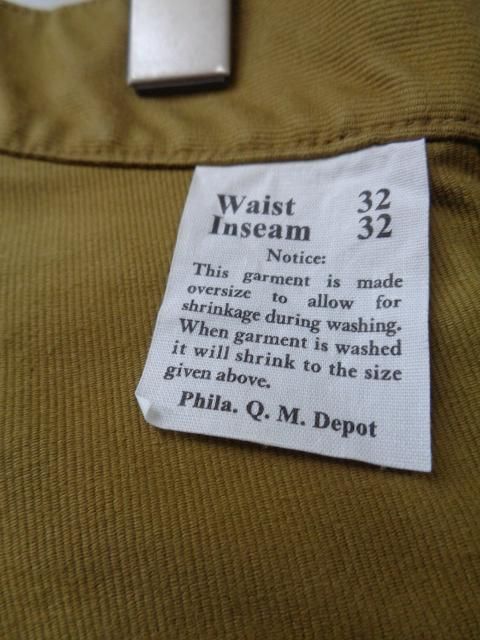 Waist 32
Inseam 32
Notice:
This garment is made
oversize to allow for
shrinkage during washing.
When garment is washed
it will shrink to the size
given above.
Phila. Q. M. Depot